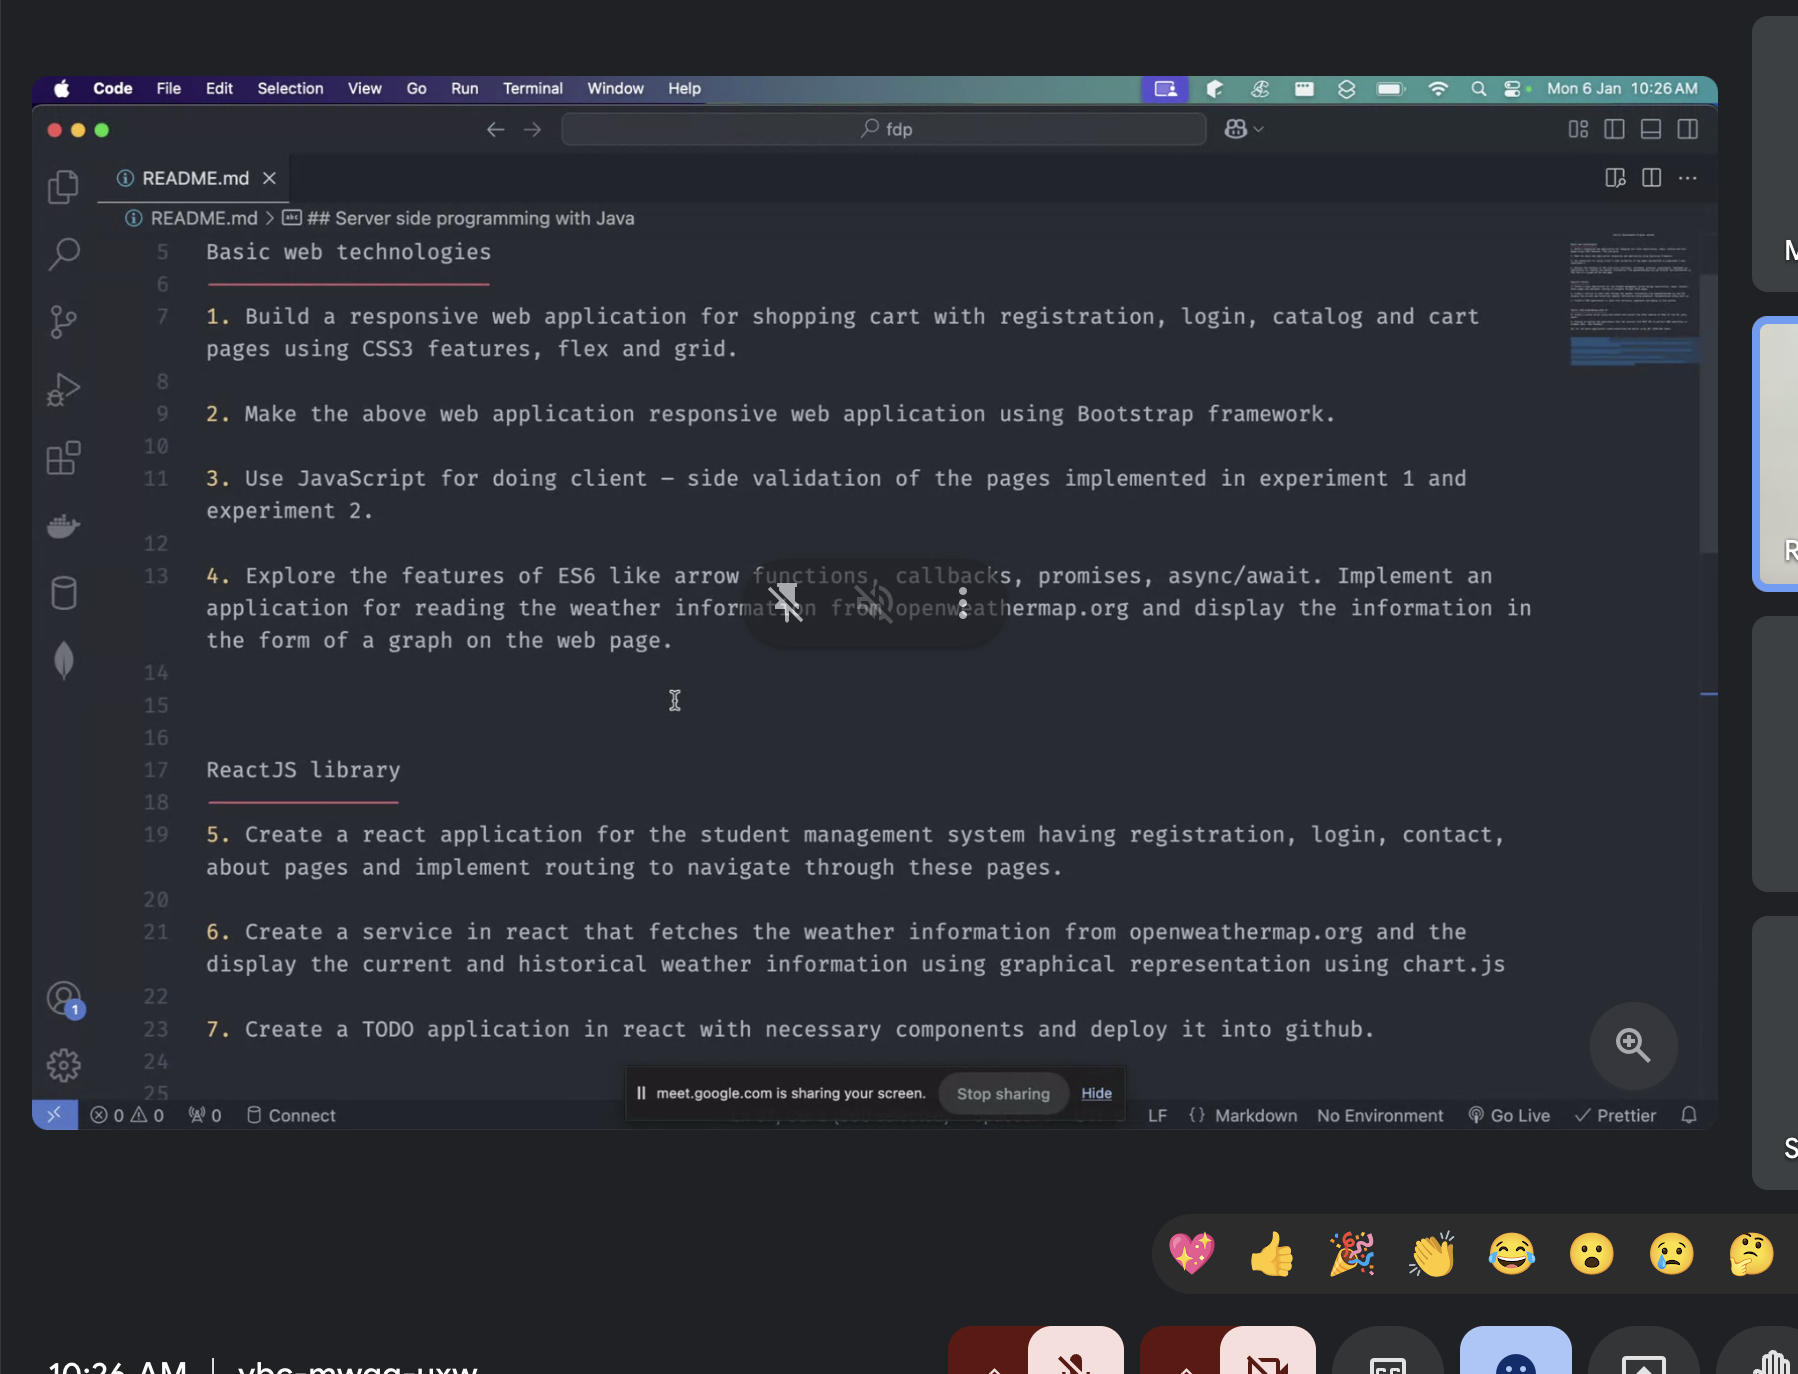 Code File Edit Selection View Go Run Terminal Window Help Mon 6 Jan 10:26 AM
fdp
README.md
README.md > ## Server side programming with Java
5 Basic web technologies
6
7 1. Build a responsive web application for shopping cart with registration, login, catalog and cart
pages using CSS3 features, flex and grid.
8
9 2. Make the above web application responsive web application using Bootstrap framework.
10
11 3. Use JavaScript for doing client – side validation of the pages implemented in experiment 1 and
experiment 2.
12
13 4. Explore the features of ES6 like arrow functions, callbacks, promises, async/await. Implement an
application for reading the weather information from openweathermap.org and display the information in
the form of a graph on the web page.
14
15
16
17 ReactJS library
18
19 5. Create a react application for the student management system having registration, login, contact,
about pages and implement routing to navigate through these pages.
20
21 6. Create a service in react that fetches the weather information from openweathermap.org and the
display the current and historical weather information using graphical representation using chart.js
22
23 7. Create a TODO application in react with necessary components and deploy it into github.
24
25
1
meet.google.com is sharing your screen. Stop sharing Hide
0 0 0 Connect LF {} Markdown No Environment Go Live Prettier
M
R
S
10:26 AM